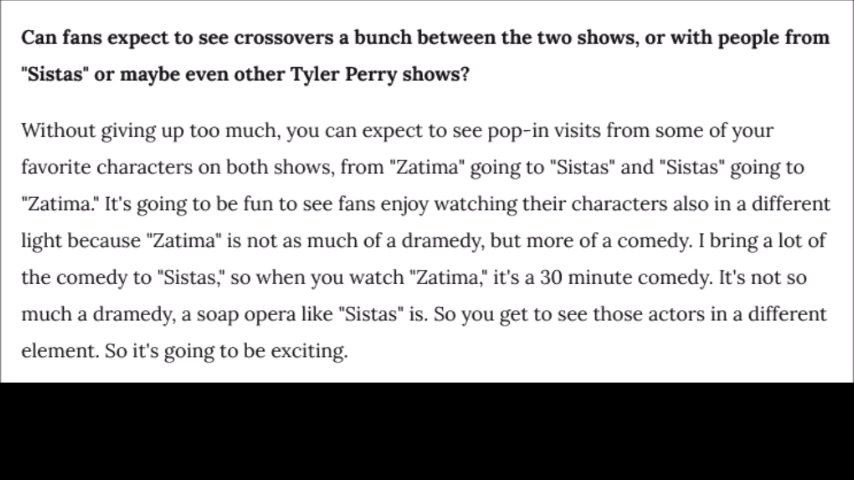 Can fans expect to see crossovers a bunch between the two shows, or with people from
"Sistas" or maybe even other Tyler Perry shows?
Without giving up too much, you can expect to see pop-in visits from some of your
favorite characters on both shows, from "Zatima" going to "Sistas" and "Sistas" going to
"Zatima." It's going to be fun to see fans enjoy watching their characters also in a different
light because "Zatima" is not as much of a dramedy, but more of a comedy. I bring a lot of
the comedy to "Sistas," so when you watch "Zatima," it's a 30 minute comedy. It's not so
much a dramedy, a soap opera like "Sistas" is. So you get to see those actors in a different
element. So it's going to be exciting.